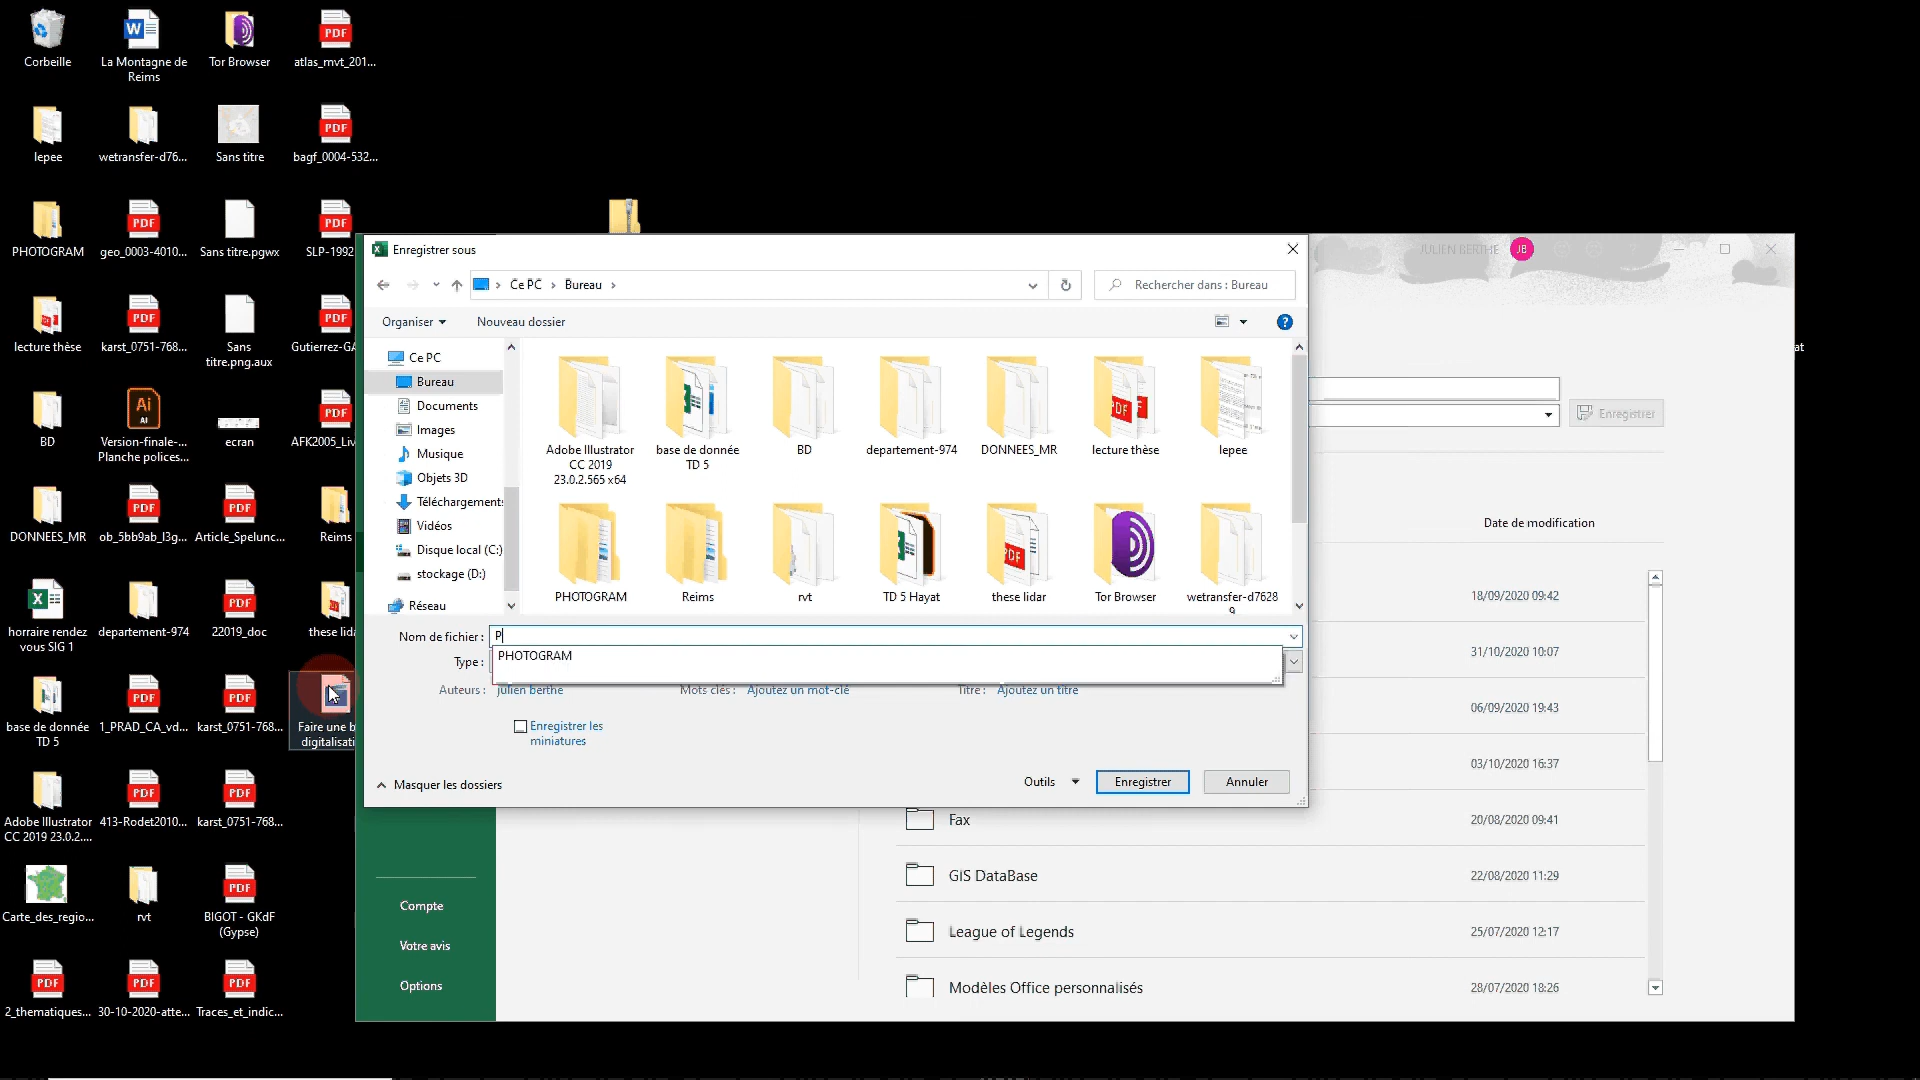 Corbeille
La Montagne de
Reims
Tor Browser
atlas_mvt_201...
lepee
wetransfer-d76...
Sans titre
bagf_0004-532...
PHOTOGRAM
geo_0003-4010...
Sans titre.pgwx
SLP-1992
lecture thèse
karst_0751-768...
Sans
titre.png.aux
Gutierrez-GA
BD
Version-finale-...
Planche polices...
ecran
AFK2005_Liv
DONNEES_MR
ob_5bb9ab_l3g...
Article_Spelunc...
Reims
horraire rendez
vous SIG 1
departement-974
22019_doc
these lida
base de donnée
TD 5
1_PRAD_CA_vd...
karst_0751-768...
Faire une b
digitalisati
Adobe Illustrator
CC 2019 23.0.2....
413-Rodet2010...
karst_0751-768...
Carte_des_regio...
rvt
BIGOT - GKdF
(Gypse)
2_thematiques...
30-10-2020-atte...
Traces_et_indic...
Enregistrer sous
Ce PC
Bureau
Rechercher dans : Bureau
Organiser
Nouveau dossier
Ce PC
Bureau
Documents
Images
Musique
Objets 3D
Téléchargements
Vidéos
Disque local (C:)
stockage (D:)
Réseau
Adobe Illustrator
CC 2019
23.0.2.565 x64
base de donnée
TD 5
BD
departement-974
DONNEES_MR
lecture thèse
lepee
PHOTOGRAM
Reims
rvt
TD 5 Hayat
these lidar
Tor Browser
wetransfer-d7628
9
Nom de fichier :
P
PHOTOGRAM
Type :
Auteurs :
julien berthe
Mots clés :
Ajoutez un mot-clé
Titre :
Ajoutez un titre
Enregistrer les
miniatures
Masquer les dossiers
Outils
Enregistrer
Annuler
JULIEN BERTHE
JB
at
Enregistrer
Date de modification
18/09/2020 09:42
31/10/2020 10:07
06/09/2020 19:43
03/10/2020 16:37
Fax
20/08/2020 09:41
GIS DataBase
22/08/2020 11:29
League of Legends
25/07/2020 12:17
Modèles Office personnalisés
28/07/2020 18:26
Compte
Votre avis
Options